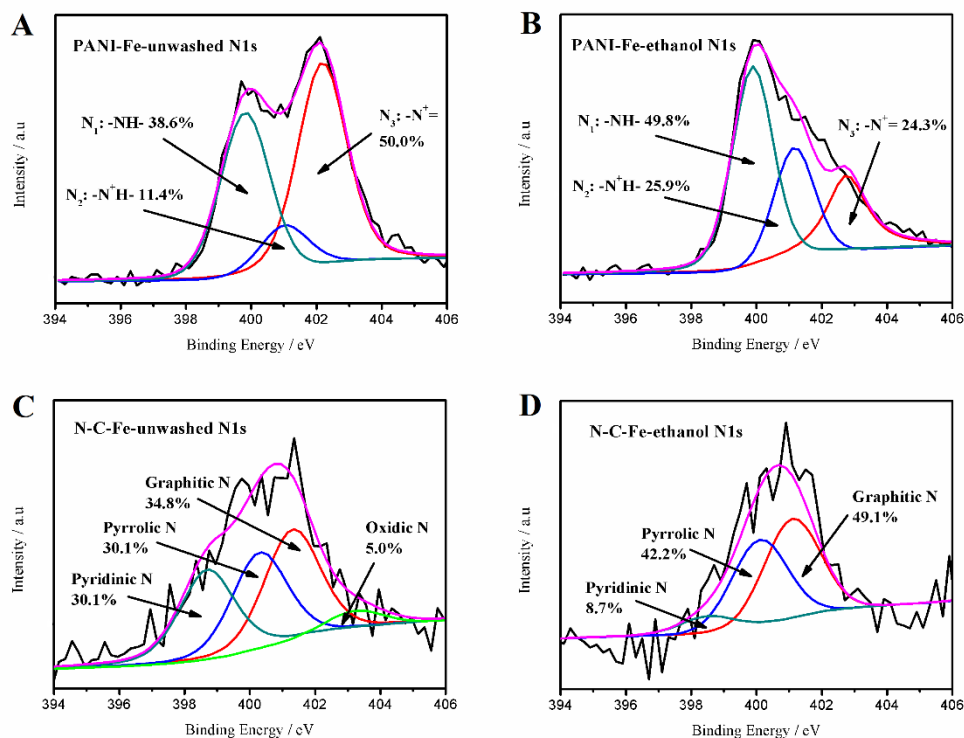 A
PANI-Fe-unwashed N1s
N₁: -NH- 38.6%
N₃: -N⁺=
50.0%
N₂: -N⁺H- 11.4%
Intensity / a.u
394 396 398 400 402 404 406
Binding Energy / eV
B
PANI-Fe-ethanol N1s
N₁: -NH- 49.8%
N₃: -N⁺= 24.3%
N₂: -N⁺H- 25.9%
Intensity / a.u
394 396 398 400 402 404 406
Binding Energy / eV
C
N-C-Fe-unwashed N1s
Graphitic N
34.8%
Pyrrolic N
30.1%
Oxidic N
5.0%
Pyridinic N
30.1%
Intensity / a.u
394 396 398 400 402 404 406
Binding Energy / eV
D
N-C-Fe-ethanol N1s
Graphitic N
49.1%
Pyrrolic N
42.2%
Pyridinic N
8.7%
Intensity / a.u
394 396 398 400 402 404 406
Binding Energy / eV